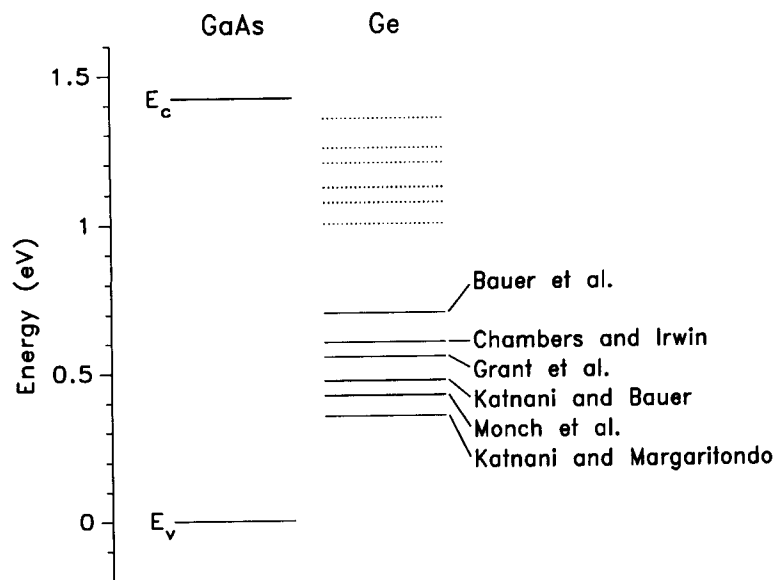 GaAs Ge
1.5
E_c
1
Energy (eV)
Bauer et al.
Chambers and Irwin
Grant et al.
0.5
Katnani and Bauer
Monch et al.
Katnani and Margaritondo
0
E_v